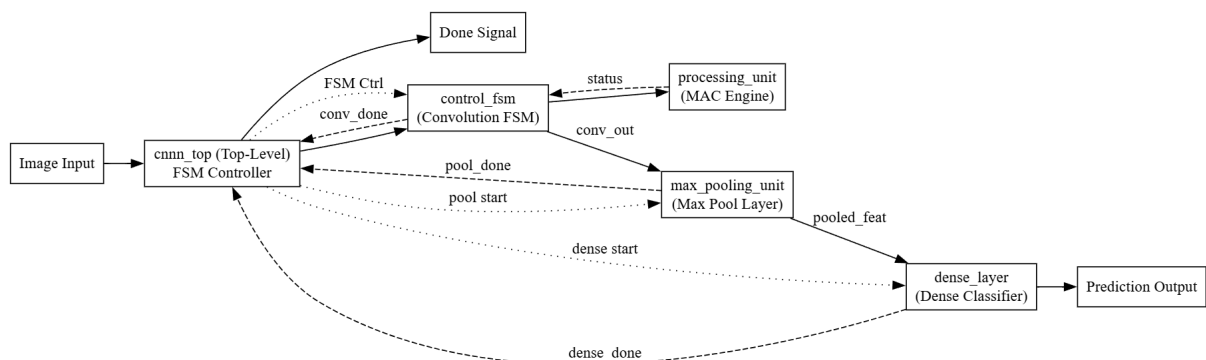 Done Signal
FSM Ctrl
status
processing_unit
(MAC Engine)
control_fsm
(Convolution FSM)
conv_done
conv_out
Image Input
cnnn_top (Top-Level)
FSM Controller
pool_done
pool start
max_pooling_unit
(Max Pool Layer)
pooled_feat
dense start
dense_layer
(Dense Classifier)
Prediction Output
dense_done